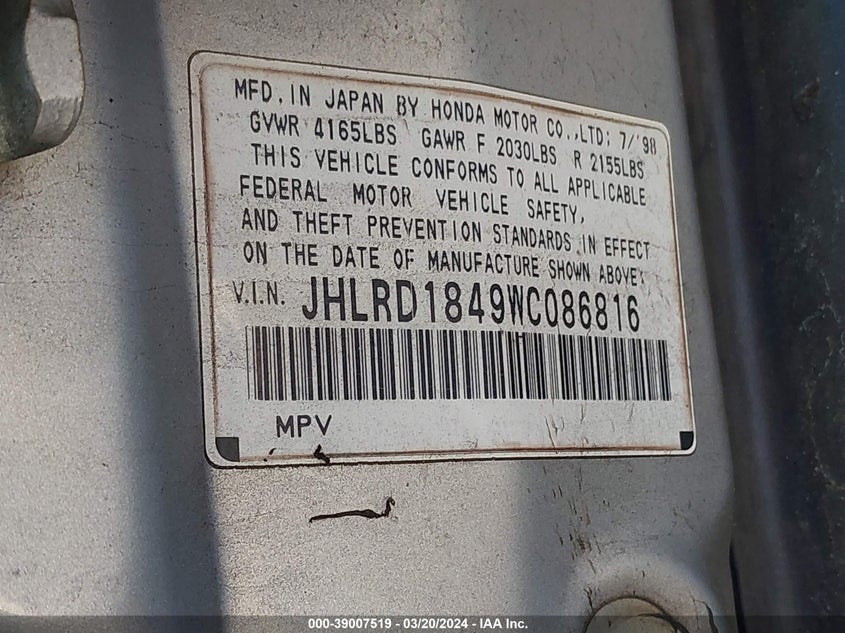 MFD. IN JAPAN BY HONDA MOTOR CO.,LTD; 7/'98
GVWR 4165LBS GAWR F 2030LBS R 2155LBS
THIS VEHICLE CONFORMS TO ALL APPLICABLE
FEDERAL MOTOR VEHICLE SAFETY,
AND THEFT PREVENTION STANDARDS IN EFFECT
ON THE DATE OF MANUFACTURE SHOWN ABOVE;
V.I.N. JHLRD1849WC086816
MPV
000-39007519 - 03/20/2024 - IAA Inc.